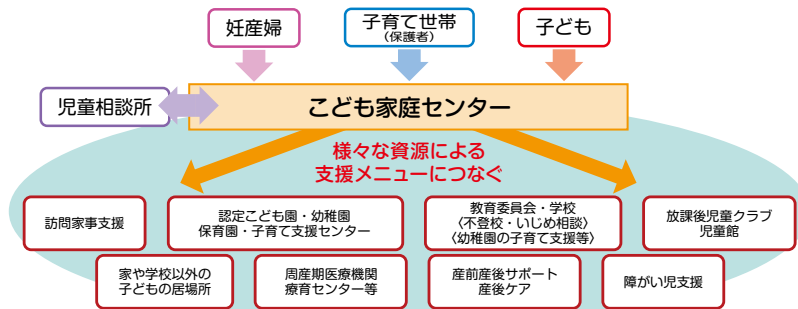 妊産婦
子育て世帯
（保護者）
子ども
児童相談所
こども家庭センター
様々な資源による
支援メニューにつなぐ
訪問家事支援
認定こども園・幼稚園
保育園・子育て支援センター
教育委員会・学校
〈不登校・いじめ相談〉
〈幼稚園の子育て支援等〉
放課後児童クラブ
児童館
家や学校以外の
子どもの居場所
周産期医療機関
療育センター等
産前産後サポート
産後ケア
障がい児支援